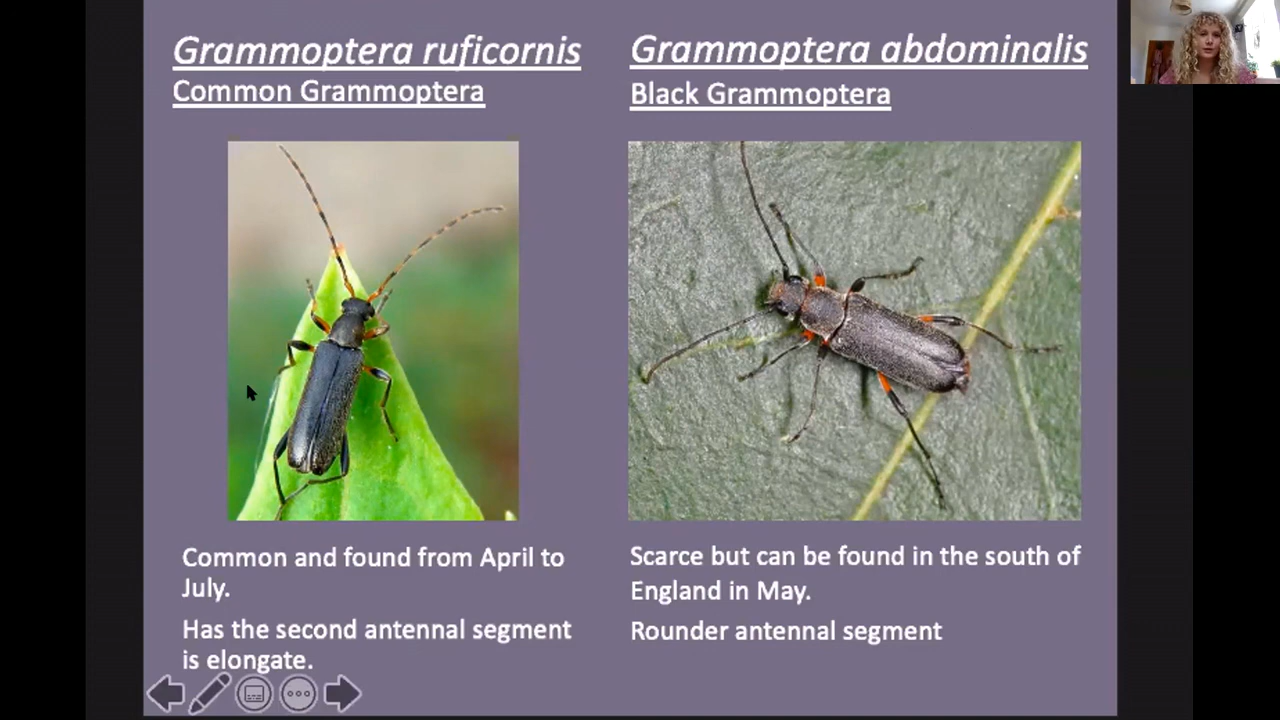 Grammoptera ruficornis
Common Grammoptera
Grammoptera abdominalis
Black Grammoptera
Common and found from April to
July.
Has the second antennal segment
is elongate.
Scarce but can be found in the south of
England in May.
Rounder antennal segment